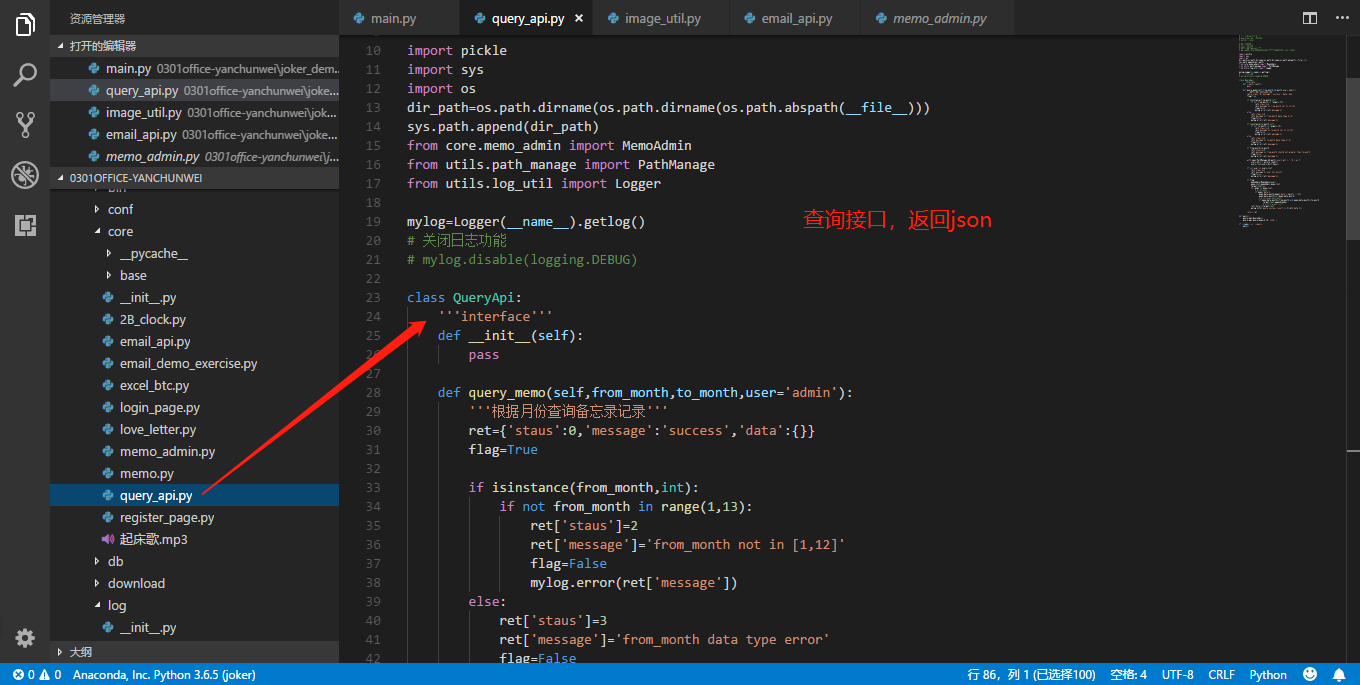 资源管理器
打开的编辑器
main.py 0301office-yanchunwei\joker_dem...
query_api.py 0301office-yanchunwei\joke...
image_util.py 0301office-yanchunwei\joke...
email_api.py 0301office-yanchunwei\joke...
memo_admin.py 0301office-yanchunwei\j...
0301OFFICE-YANCHUNWEI
conf
core
__pycache__
base
__init__.py
2B_clock.py
email_api.py
email_demo_exercise.py
excel_btc.py
login_page.py
love_letter.py
memo_admin.py
memo.py
query_api.py
register_page.py
起床歌.mp3
db
download
log
__init__.py
大纲
main.py
query_api.py
image_util.py
email_api.py
memo_admin.py
10 import pickle
11 import sys
12 import os
13 dir_path=os.path.dirname(os.path.dirname(os.path.abspath(__file__)))
14 sys.path.append(dir_path)
15 from core.memo_admin import MemoAdmin
16 from utils.path_manage import PathManage
17 from utils.log_util import Logger
18
19 mylog=Logger(__name__).getlog()
20 # 关闭日志功能
21 # mylog.disable(logging.DEBUG)
22
23 class QueryApi:
24 '''interface'''
25 def __init__(self):
26 pass
27
28 def query_memo(self,from_month,to_month,user='admin'):
29 '''根据月份查询备忘录记录'''
30 ret={'staus':0,'message':'success','data':{}}
31 flag=True
32
33 if isinstance(from_month,int):
34 if not from_month in range(1,13):
35 ret['staus']=2
36 ret['message']='from_month not in [1,12]'
37 flag=False
38 mylog.error(ret['message'])
39 else:
40 ret['staus']=3
41 ret['message']='from_month data type error'
42 flag=False
查询接口，返回json
0 0 Anaconda, Inc. Python 3.6.5 (joker)
行 86，列 1 (已选择100) 空格: 4 UTF-8 CRLF Python